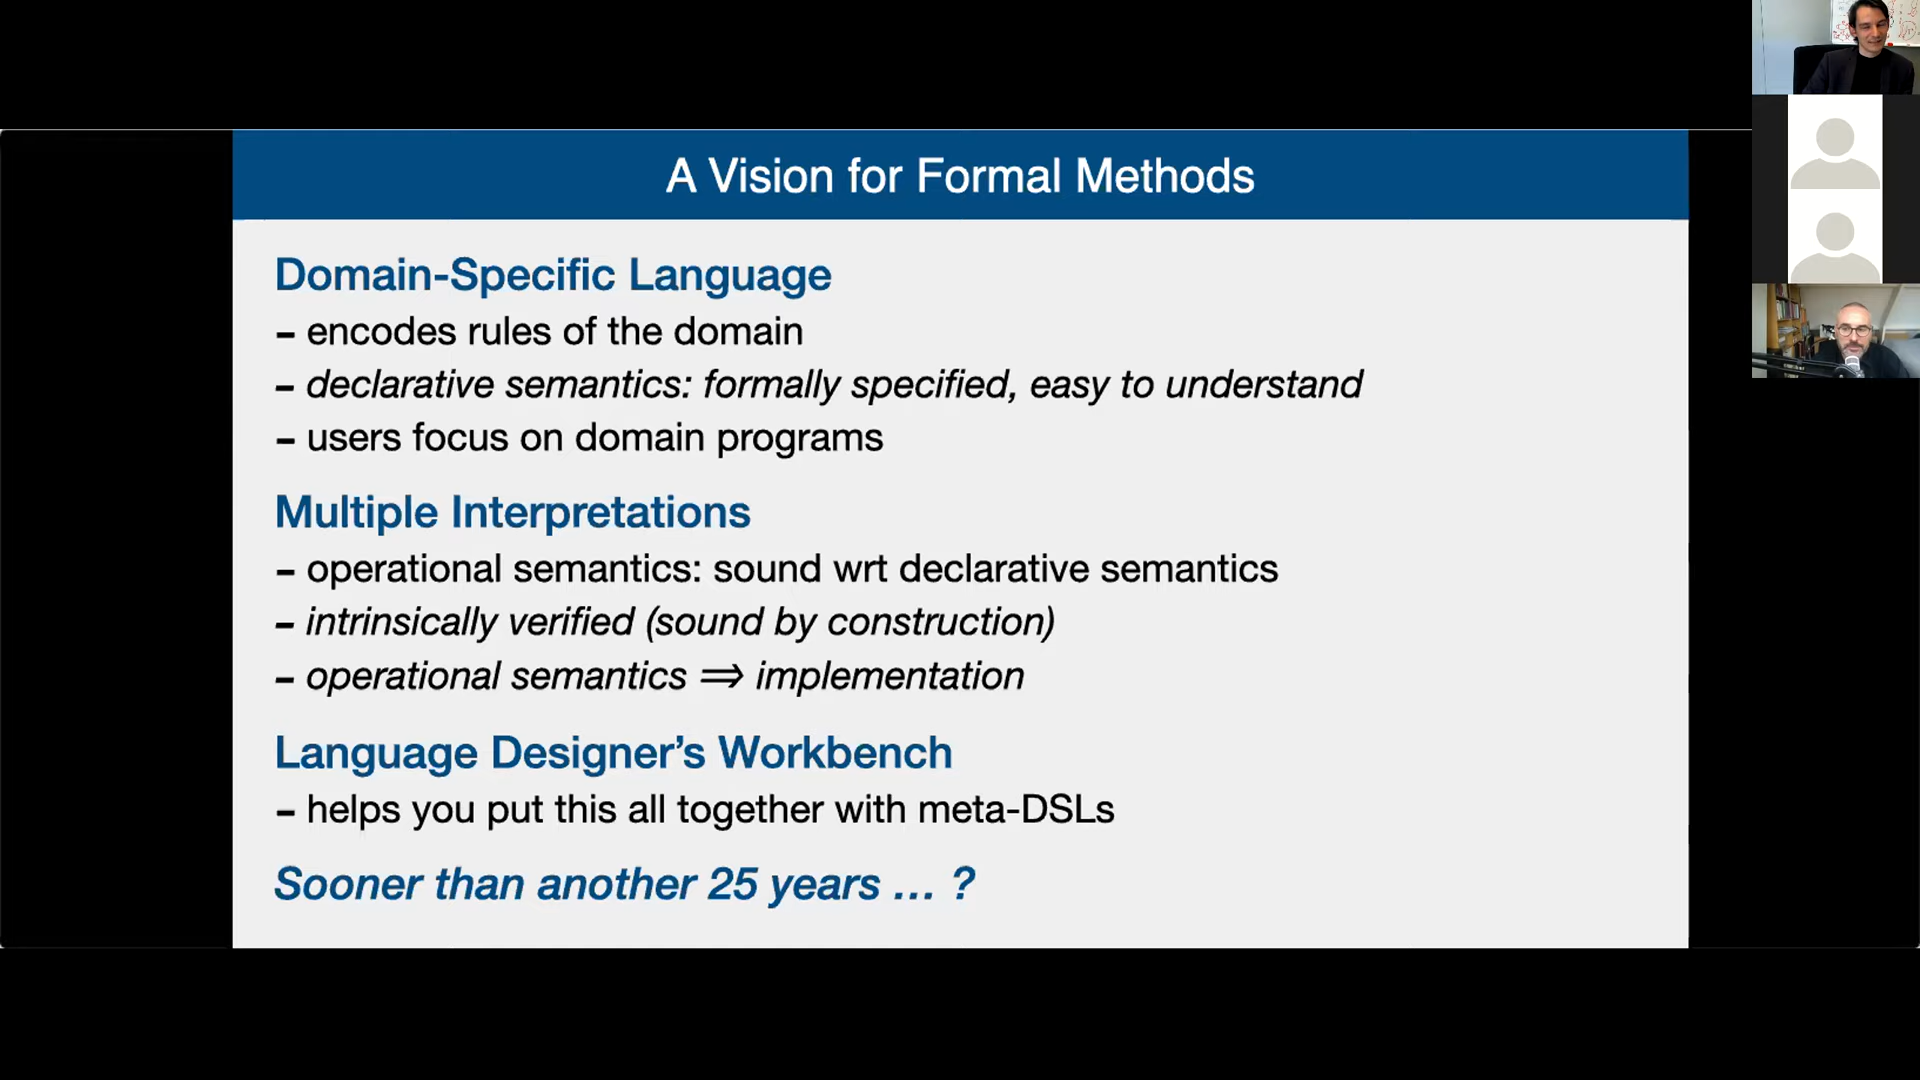 A Vision for Formal Methods
Domain-Specific Language
– encodes rules of the domain
– declarative semantics: formally specified, easy to understand
– users focus on domain programs
Multiple Interpretations
– operational semantics: sound wrt declarative semantics
– intrinsically verified (sound by construction)
– operational semantics ⟹ implementation
Language Designer’s Workbench
– helps you put this all together with meta-DSLs
Sooner than another 25 years … ?